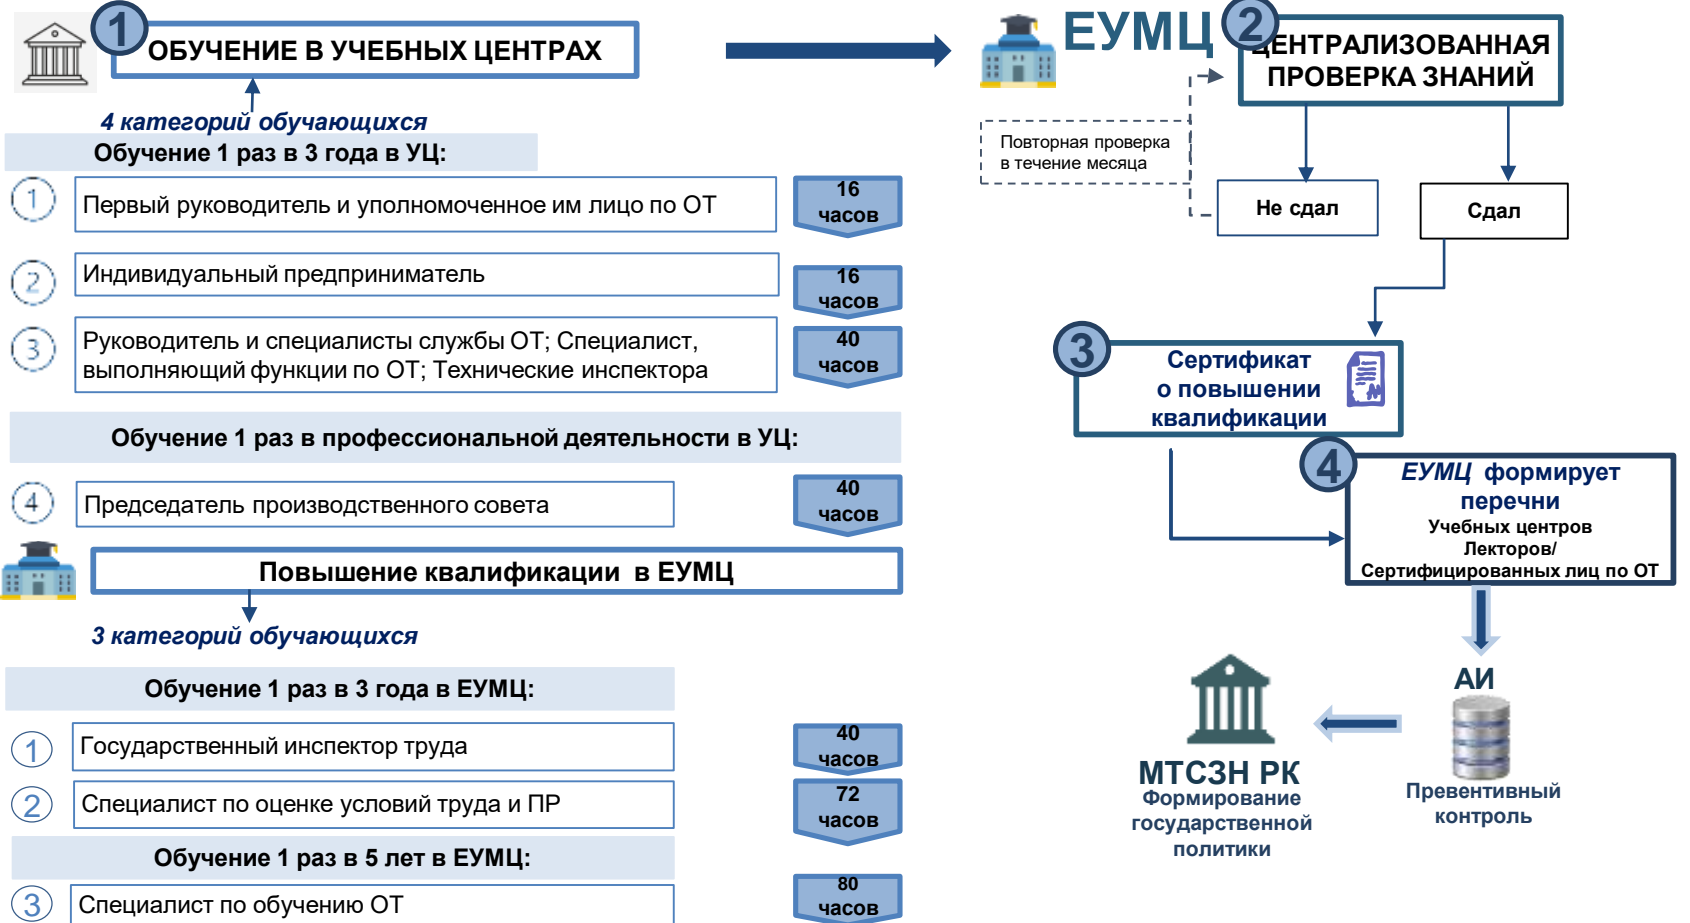 1
ОБУЧЕНИЕ В УЧЕБНЫХ ЦЕНТРАХ
4 категорий обучающихся
Обучение 1 раз в 3 года в УЦ:
1
Первый руководитель и уполномоченное им лицо по ОТ
16
часов
2
Индивидуальный предприниматель
16
часов
3
Руководитель и специалисты службы ОТ; Специалист,
выполняющий функции по ОТ; Технические инспектора
40
часов
Обучение 1 раз в профессиональной деятельности в УЦ:
4
Председатель производственного совета
40
часов
Повышение квалификации в ЕУМЦ
3 категорий обучающихся
Обучение 1 раз в 3 года в ЕУМЦ:
1
Государственный инспектор труда
40
часов
2
Специалист по оценке условий труда и ПР
72
часов
Обучение 1 раз в 5 лет в ЕУМЦ:
3
Специалист по обучению ОТ
80
часов
ЕУМЦ
2
ЦЕНТРАЛИЗОВАННАЯ
ПРОВЕРКА ЗНАНИЙ
Повторная проверка
в течение месяца
Не сдал
Сдал
3
Сертификат
о повышении
квалификации
4
ЕУМЦ формирует
перечни
Учебных центров
Лекторов/
Сертифицированных лиц по ОТ
АИ
Превентивный
контроль
МТСЗН РК
Формирование
государственной
политики